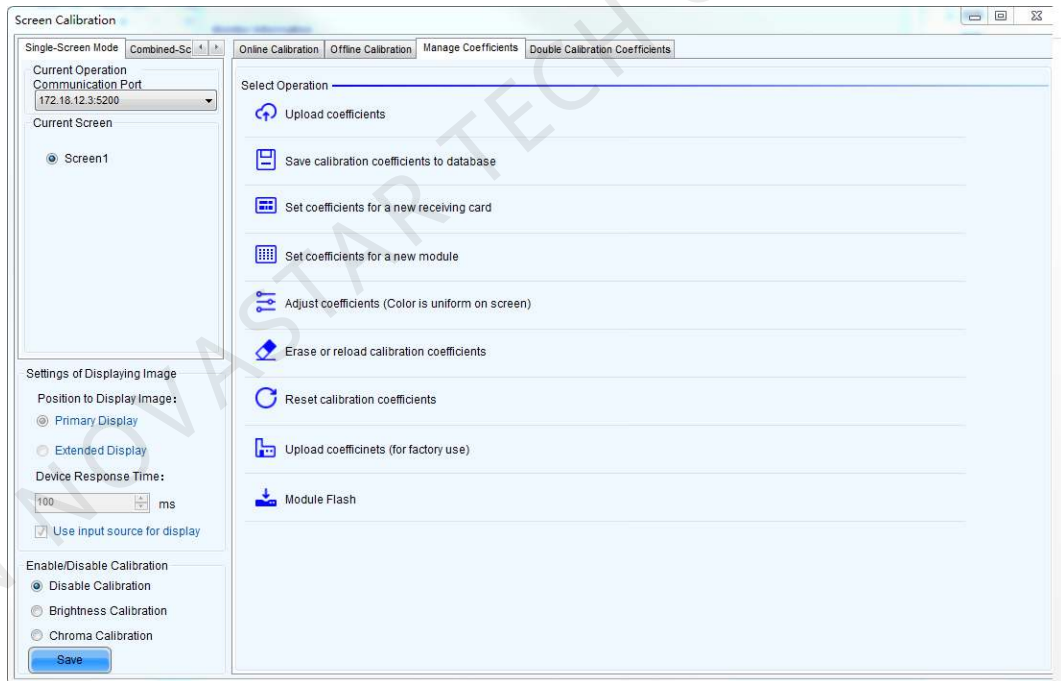 Screen Calibration
Single-Screen Mode
Combined-Sc
Online Calibration
Offline Calibration
Manage Coefficients
Double Calibration Coefficients
Current Operation
Communication Port
172.18.12.3:5200
Current Screen
Screen1
Settings of Displaying Image
Position to Display Image:
Primary Display
Extended Display
Device Response Time:
100 ms
Use input source for display
Enable/Disable Calibration
Disable Calibration
Brightness Calibration
Chroma Calibration
Save
Select Operation
Upload coefficients
Save calibration coefficients to database
Set coefficients for a new receiving card
Set coefficients for a new module
Adjust coefficients (Color is uniform on screen)
Erase or reload calibration coefficients
Reset calibration coefficients
Upload coefficinets (for factory use)
Module Flash
NOVASTAR TECH